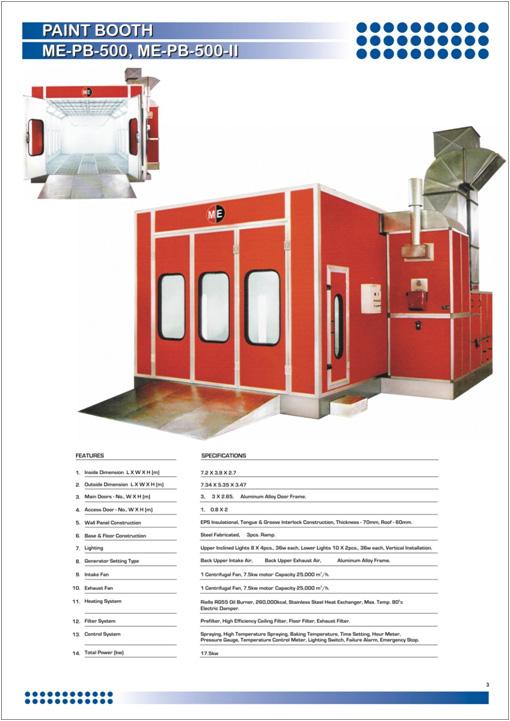 PAINT BOOTH
ME-PB-500, ME-PB-500-II
ME
ME
FEATURES SPECIFICATIONS
1. Inside Dimension L X W X H (m) 7.2 X 3.9 X 2.7
2. Outside Dimension L X W X H (m) 7.34 X 5.35 X 3.47
3. Main Doors - No., W X H (m) 3, 3 X 2.65, Aluminum Alloy Door Frame.
4. Access Door - No., W X H (m) 1, 0.8 X 2
5. Wall Panel Construction EPS Insulational, Tongue & Groove Interlock Construction, Thickness - 70mm, Roof - 60mm.
6. Base & Floor Construction Steel Fabricated, 3pcs. Ramp.
7. Lighting Upper Inclined Lights 8 X 4pcs., 36w each, Lower Lights 10 X 2pcs., 36w each, Vertical Installation.
8. Generator Setting Type Back Upper Intake Air, Back Upper Exhaust Air, Aluminum Alloy Frame.
9. Intake Fan 1 Centrifugal Fan, 7.5kw motor Capacity 25,000 m³/h.
10. Exhaust Fan 1 Centrifugal Fan, 7.5kw motor Capacity 25,000 m³/h.
11. Heating System Riello RG5S Oil Burner, 260,000kcal, Stainless Steel Heat Exchanger, Max. Temp. 80°c
Electric Damper.
12. Filter System Prefilter, High Efficiency Ceiling Filter, Floor Filter, Exhaust Filter.
13. Control System Spraying, High Temperature Spraying, Baking Temperature, Time Setting, Hour Meter,
Pressure Gauge, Temperature Control Meter, Lighting Switch, Failure Alarm, Emergency Stop.
14. Total Power (kw) 17.5kw
3